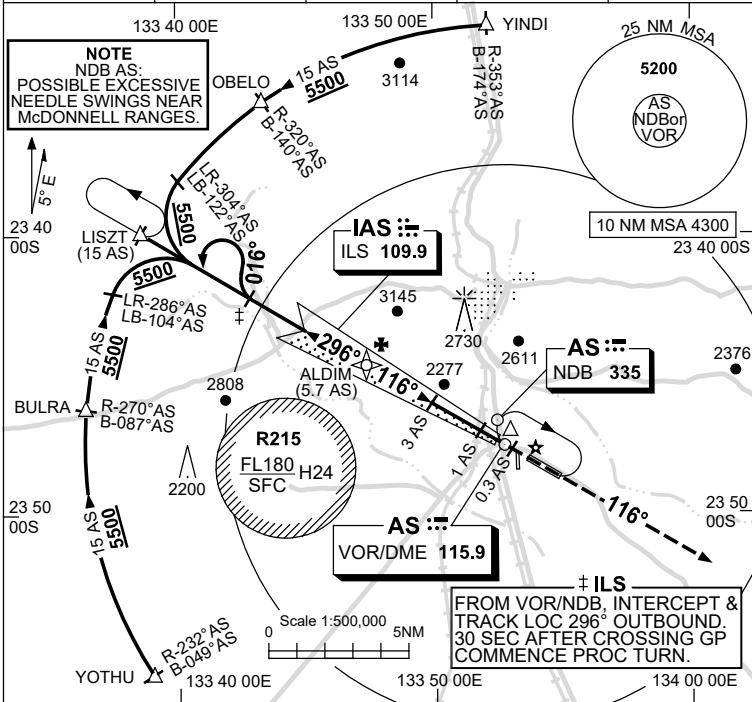 133 40 00E
133 50 00E
YINDI
25 NM MSA
5200
AS
NDBor
VOR
10 NM MSA 4300
NOTE
NDB AS:
POSSIBLE EXCESSIVE
NEEDLE SWINGS NEAR
McDONNELL RANGES.
OBELO
15 AS
5500
3114
R-353°AS
B-174°AS
R-320°AS
B-140°AS
5° E
LR-304°AS
LB-122°AS
5500
23 40
00S
LISZT
(15 AS)
016°
IAS
ILS 109.9
23 40 00S
5500
LR-286°AS
LB-104°AS
‡
3145
2730
2611
2376
15 AS
5500
296°
116°
ALDIM
(5.7 AS)
2277
AS
NDB 335
2808
BULRA
R-270°AS
B-087°AS
3 AS
1 AS
0.3 AS
R215
FL180
SFC
H24
2200
23 50
00S
116°
23 50
00S
15 AS
5500
AS
VOR/DME 115.9
‡ ILS
FROM VOR/NDB, INTERCEPT &
TRACK LOC 296° OUTBOUND.
30 SEC AFTER CROSSING GP
COMMENCE PROC TURN.
Scale 1:500,000
0
5NM
YOTHU
R-232°AS
B-049°AS
133 40 00E
133 50 00E
134 00 00E